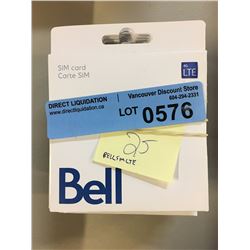 SIM card
Carte SIM
4G
LTE
DIRECT LIQUIDATION
www.directliquidation.ca
Vancouver Discount Store
604-294-2331
LOT 0576
25
BELL SIM LTE
Bell